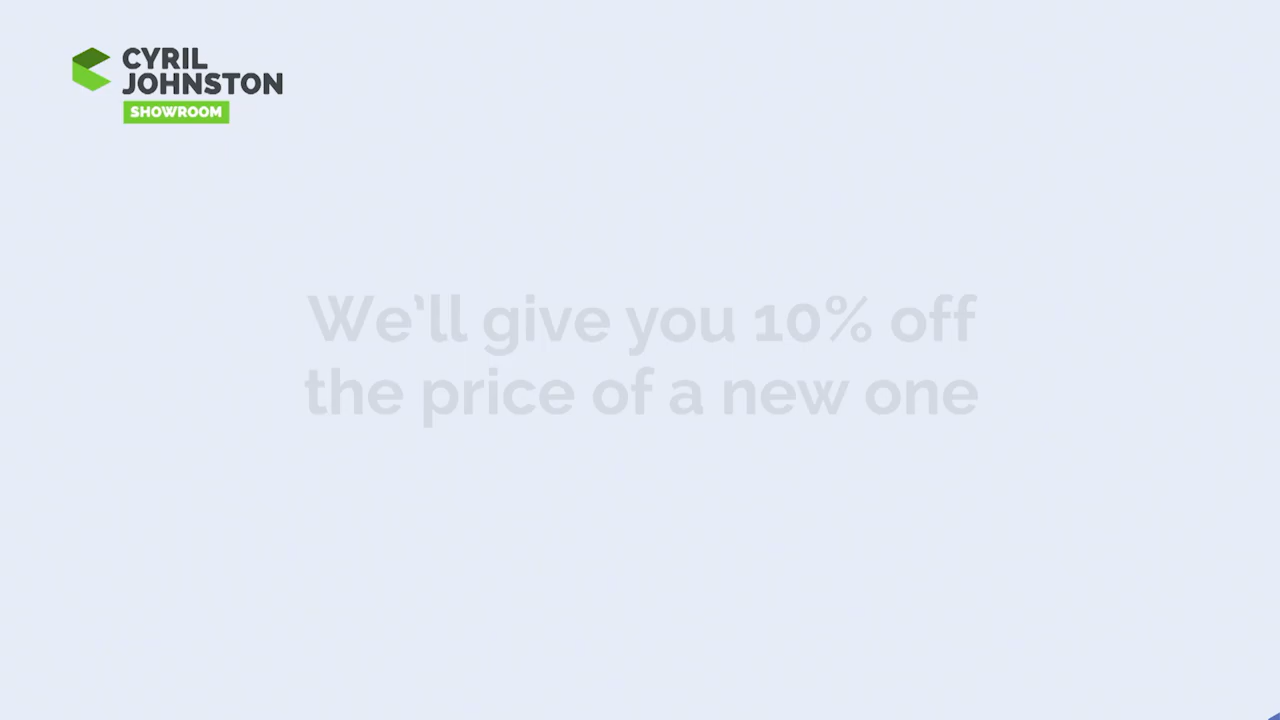 CYRIL
JOHNSTON
SHOWROOM
We'll give you 10% off
the price of a new one